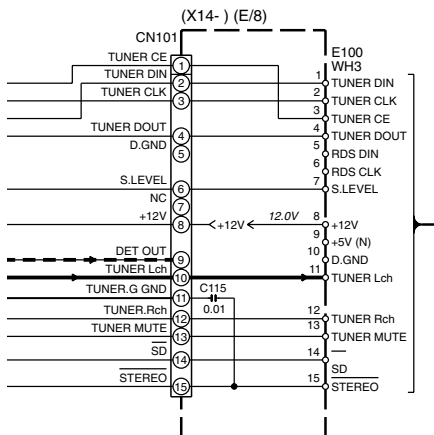 (X14- ) (E/8)
CN101
E100
WH3
TUNER CE 1
TUNER DIN 2
TUNER CLK 3
TUNER DOUT 4
D.GND 5
S.LEVEL 6
NC 7
+12V 8
DET OUT 9
TUNER Lch 10
TUNER.G GND 11
TUNER.Rch 12
TUNER MUTE 13
SD 14
STEREO 15
+12V 12.0V
C115
0.01
1 TUNER DIN
2 TUNER CLK
3 TUNER CE
4 TUNER DOUT
5 RDS DIN
6 RDS CLK
7 S.LEVEL
8 +12V
9 +5V (N)
10 D.GND
11 TUNER Lch
12 TUNER Rch
13 TUNER MUTE
14 SD
15 STEREO